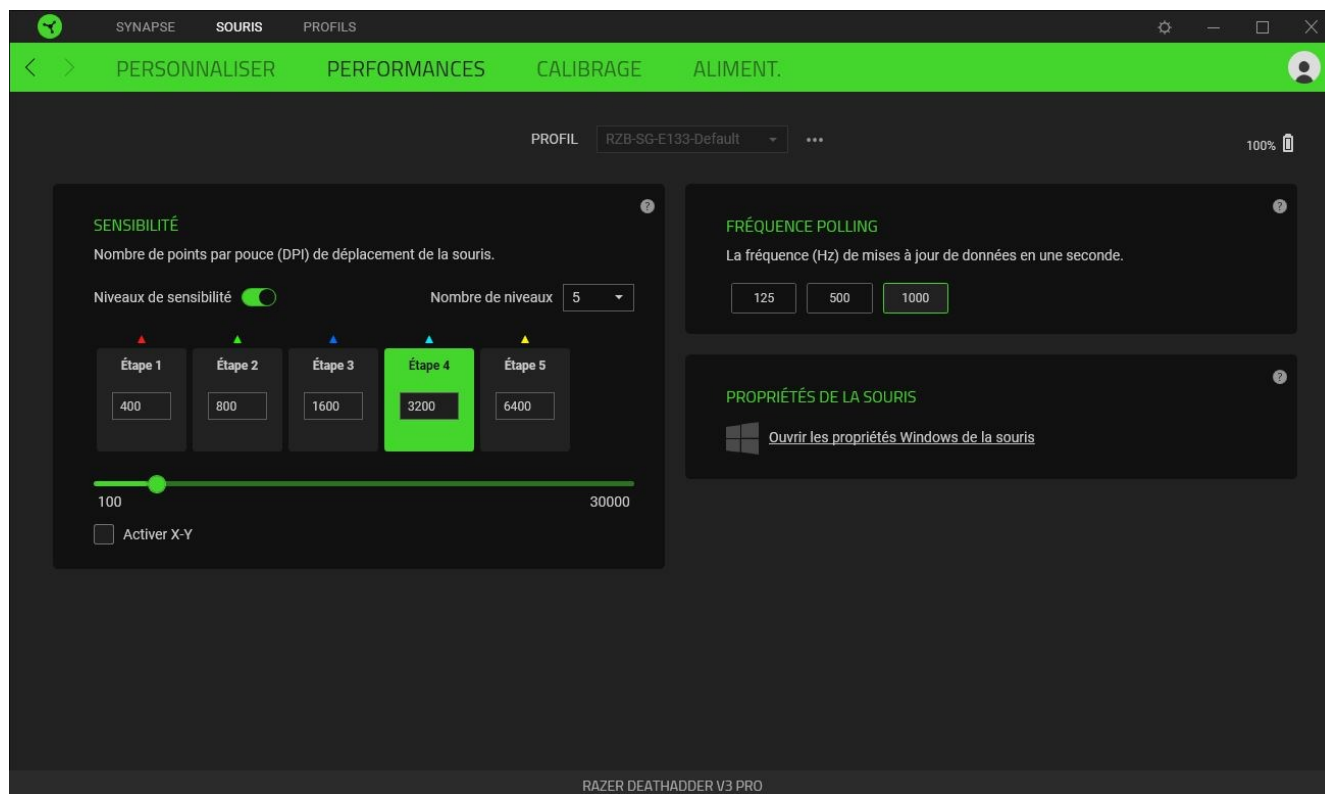 SYNAPSE SOURIS PROFILS
PERSONNALISER PERFORMANCES CALIBRAGE ALIMENT.
PROFIL RZB-SG-E133-Default
100%
SENSIBILITÉ
Nombre de points par pouce (DPI) de déplacement de la souris.
Niveaux de sensibilité Nombre de niveaux 5
Étape 1 Étape 2 Étape 3 Étape 4 Étape 5
400 800 1600 3200 6400
100 30000
Activer X-Y
FRÉQUENCE POLLING
La fréquence (Hz) de mises à jour de données en une seconde.
125 500 1000
PROPRIÉTÉS DE LA SOURIS
Ouvrir les propriétés Windows de la souris
RAZER DEATHADDER V3 PRO